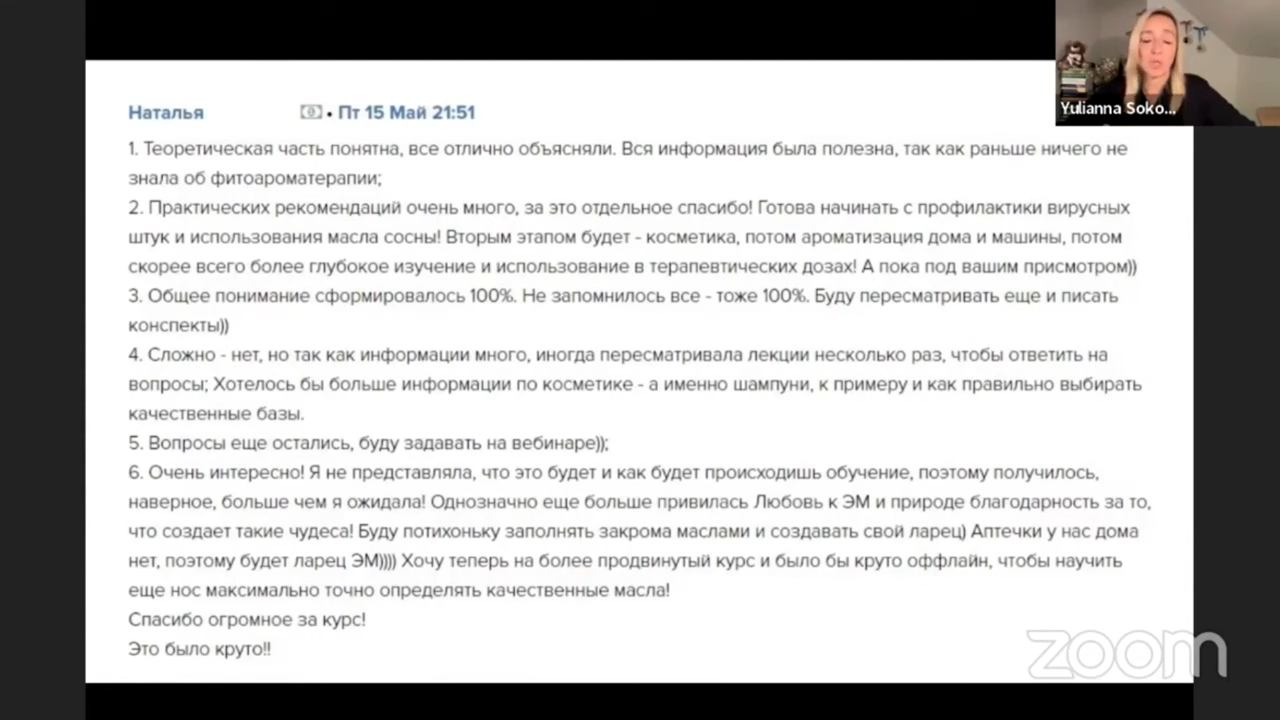 Наталья • Пт 15 Май 21:51
1. Теоретическая часть понятна, все отлично объясняли. Вся информация была полезна, так как раньше ничего не
знала об фитоароматерапии;
2. Практических рекомендаций очень много, за это отдельное спасибо! Готова начинать с профилактики вирусных
штук и использования масла сосны! Вторым этапом будет - косметика, потом ароматизация дома и машины, потом
скорее всего более глубокое изучение и использование в терапевтических дозах! А пока под вашим присмотром))
3. Общее понимание сформировалось 100%. Не запомнилось все - тоже 100%. Буду пересматривать еще и писать
конспекты))
4. Сложно - нет, но так как информации много, иногда пересматривала лекции несколько раз, чтобы ответить на
вопросы; Хотелось бы больше информации по косметике - а именно шампуни, к примеру и как правильно выбирать
качественные базы.
5. Вопросы еще остались, буду задавать на вебинаре));
6. Очень интересно! Я не представляла, что это будет и как будет происходишь обучение, поэтому получилось,
наверное, больше чем я ожидала! Однозначно еще больше привилась Любовь к ЭМ и природе благодарность за то,
что создает такие чудеса! Буду потихоньку заполнять закрома маслами и создавать свой ларец) Аптечки у нас дома
нет, поэтому будет ларец ЭМ)))) Хочу теперь на более продвинутый курс и было бы круто оффлайн, чтобы научить
еще нос максимально точно определять качественные масла!
Спасибо огромное за курс!
Это было круто!!
Yulianna Soko...
zoom